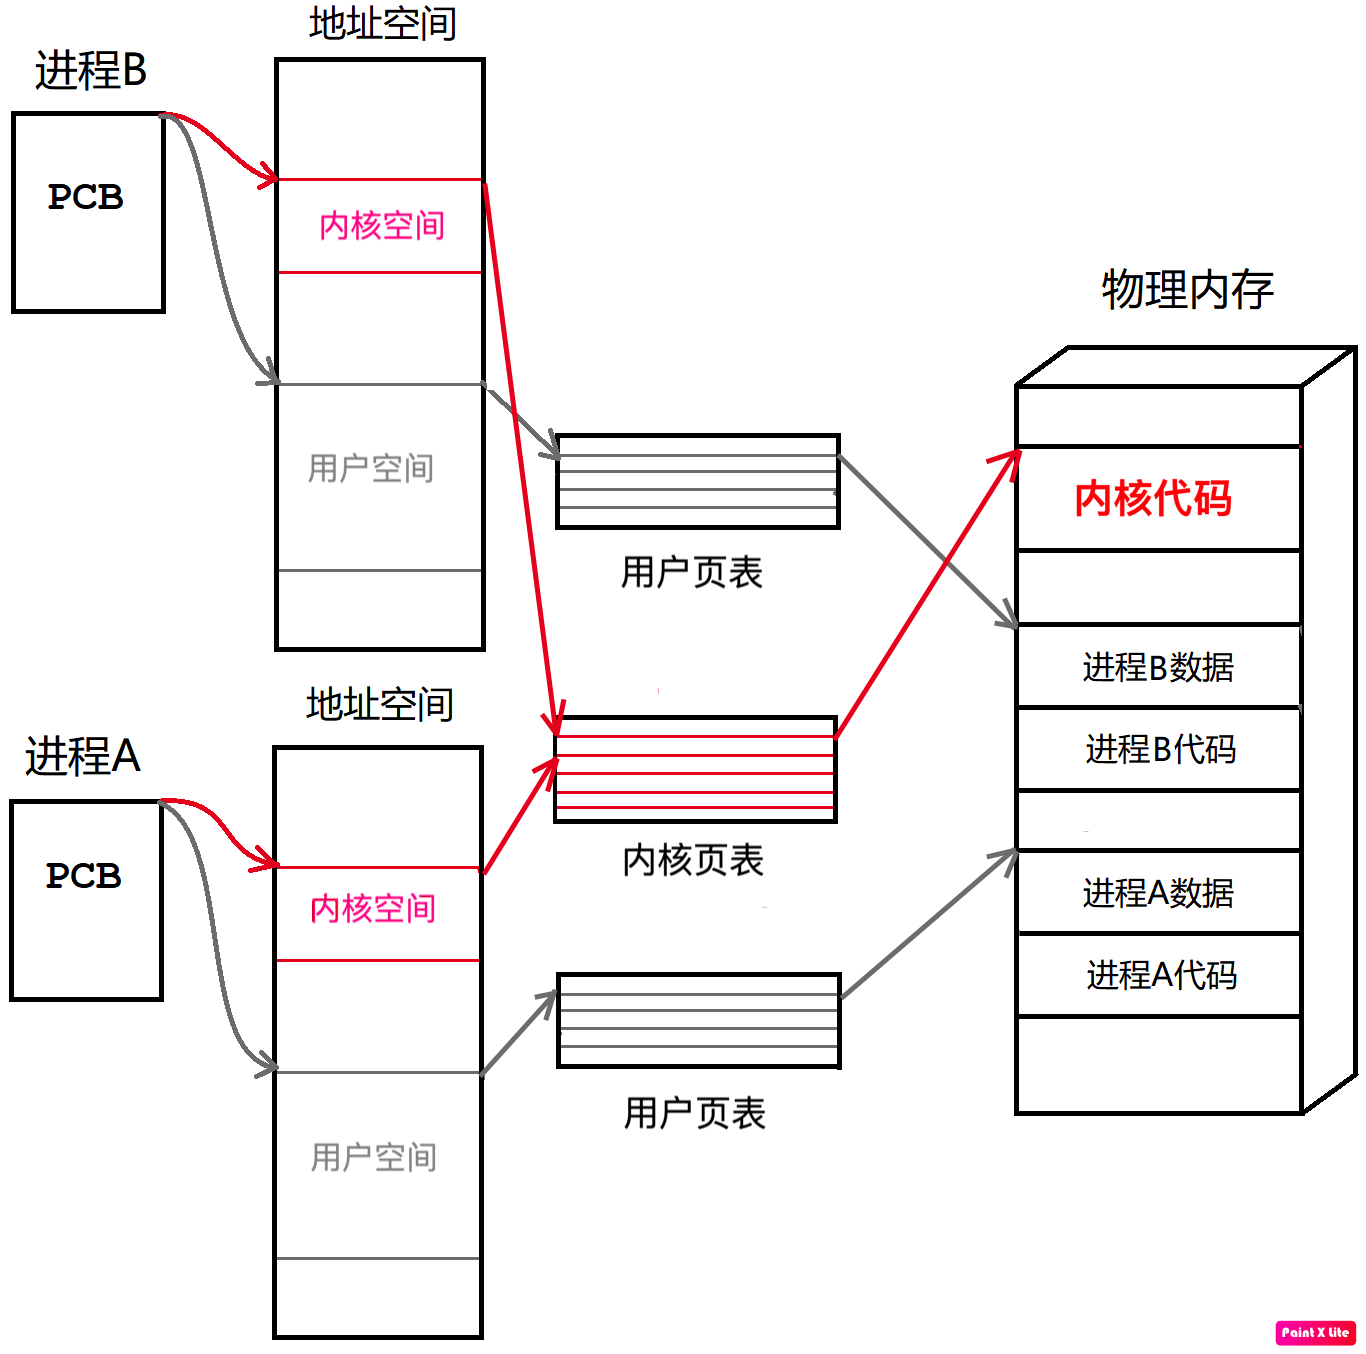 地址空间
进程B
PCB
内核空间
用户空间
用户页表
物理内存
内核代码
进程B数据
进程B代码
进程A数据
进程A代码
地址空间
进程A
PCB
内核空间
用户空间
内核页表
用户页表
Paint X Lite